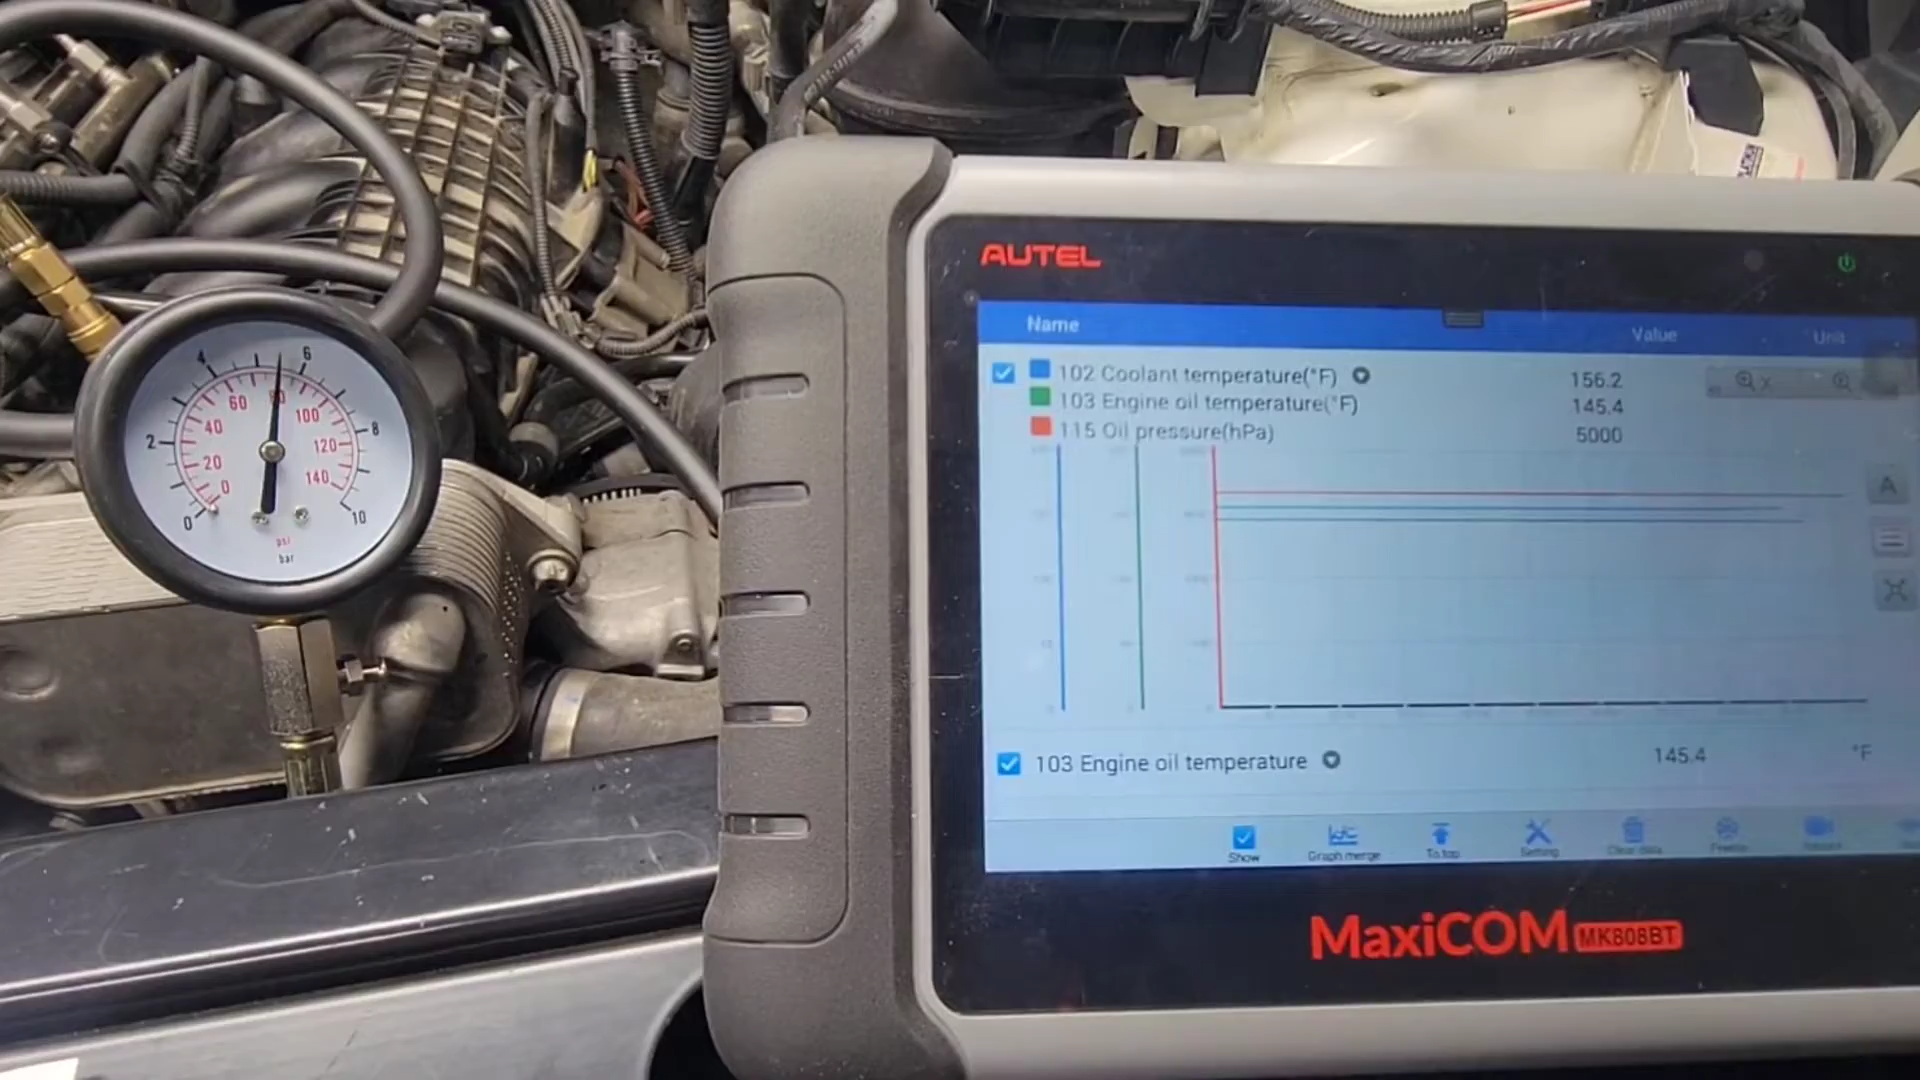 AUTEL
Name Value Unit
102 Coolant temperature(°F) 156.2
103 Engine oil temperature(°F) 145.4
115 Oil pressure(hPa) 5000
A
103 Engine oil temperature 145.4 °F
Show Graph merge To top Setting Clear data
MaxiCOM MK808BT
4 6
60 80 100
2 40 120 8
20 140
0 0 10
psi
bar